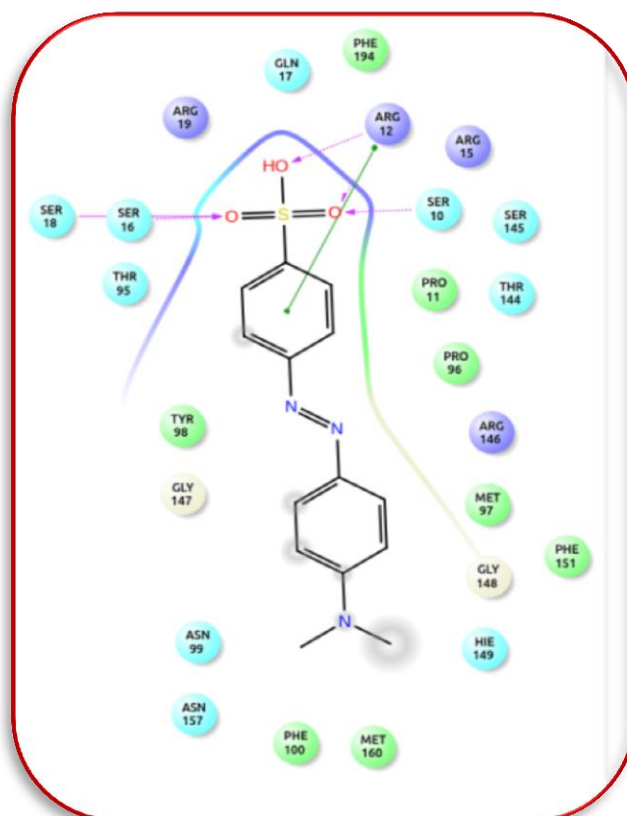 PHE
194
GLN
17
ARG
19
ARG
12
ARG
15
HO
SER
18
SER
16
O
S
O
SER
10
SER
145
THR
95
PRO
11
THR
144
PRO
96
N
N
TYR
98
ARG
146
GLY
147
MET
97
PHE
151
GLY
148
N
ASN
99
HIE
149
ASN
157
PHE
100
MET
160